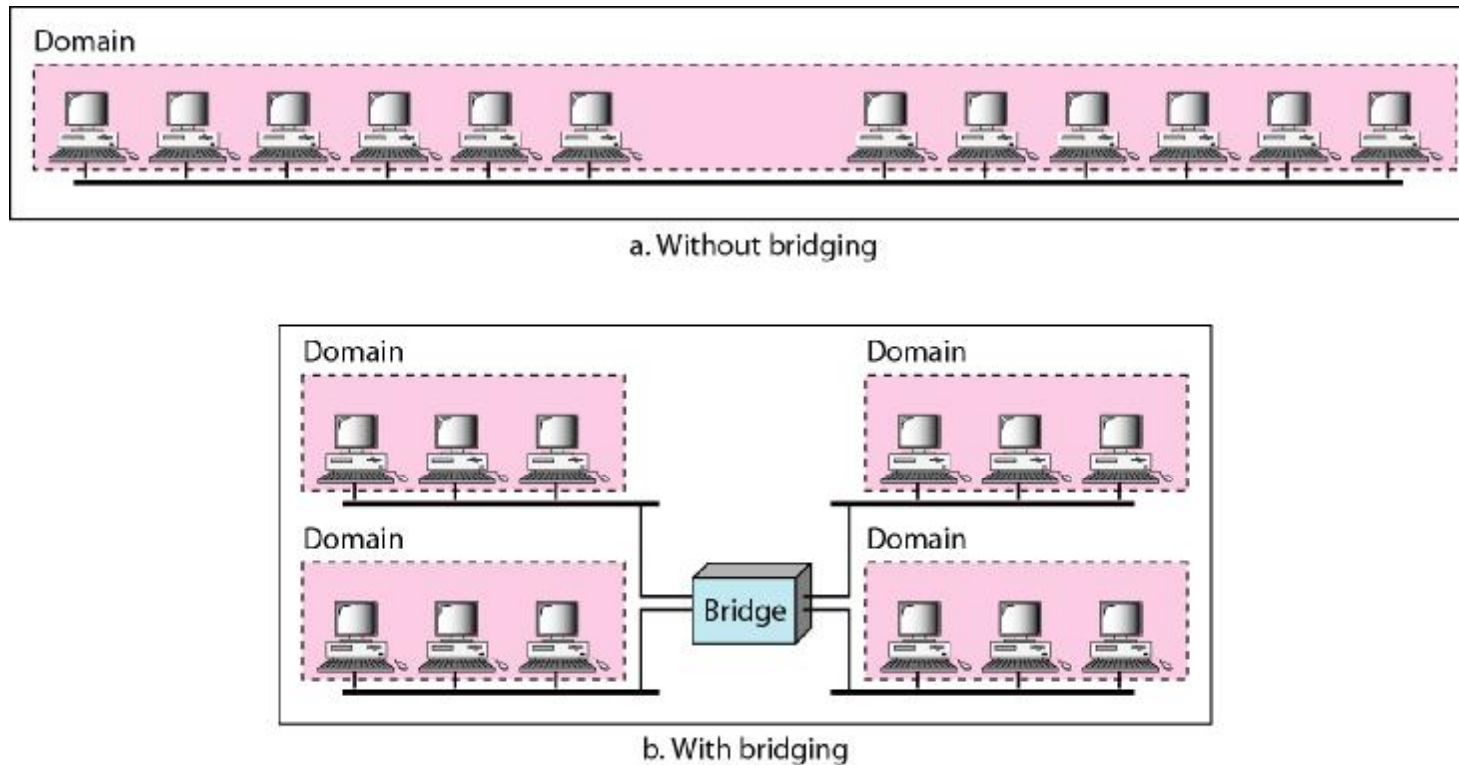 Domain
a. Without bridging
Domain
Domain
Domain
Domain
Bridge
b. With bridging